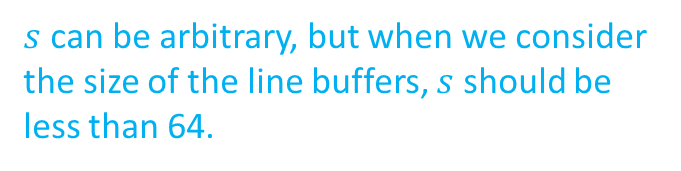 s can be arbitrary, but when we consider
the size of the line buffers, s should be
less than 64.